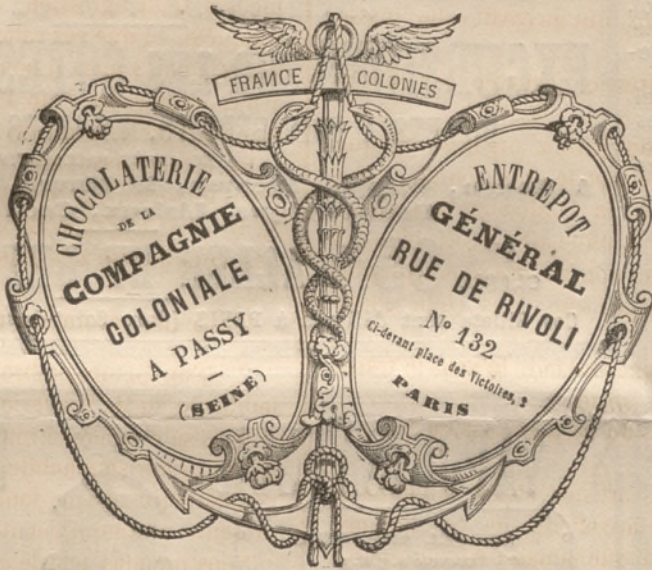 FRANCE COLONIES
CHOCOLATERIE
DE LA
COMPAGNIE
COLONIALE
A PASSY
—
(SEINE)
ENTREPOT
GÉNÉRAL
RUE DE RIVOLI
Nº 132
Ci-devant place des Victoires, 2
PARIS